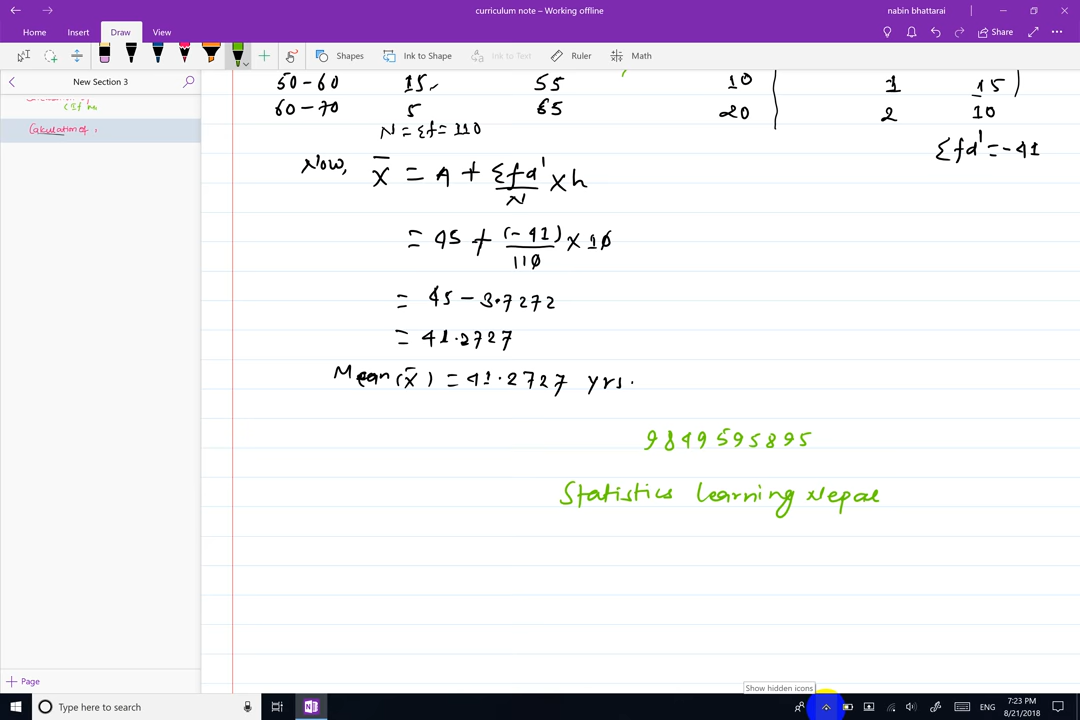 curriculum note – Working offline
nabin bhattarai
Home Insert Draw View
Share
Shapes Ink to Shape Ink to Text Ruler Math
New Section 3
Calculation of
50-60 15 55 10 1 15
60-70 5 65 20 2 10
N = Σf = 110
Σfd' = -41
Now, X̄ = A + Σfd'/N × h
= 45 + (-41)/110 × 10
= 45 - 3.7272
= 41.2727
Mean (x̄) = 41.2727 yrs.
9849595895
Statistics learning Nepal
Page
Show hidden icons
Type here to search
ENG
7:23 PM
8/21/2018